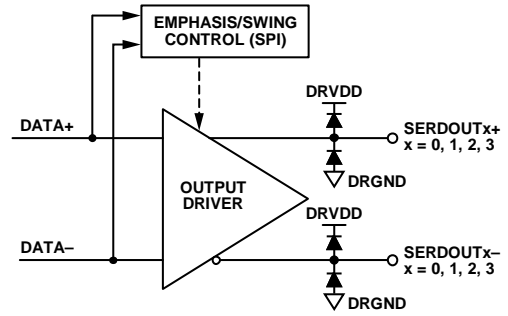 EMPHASIS/SWING
CONTROL (SPI)
DRVDD
DATA+
SERDOUTx+
x = 0, 1, 2, 3
DRGND
OUTPUT
DRIVER
DRVDD
DATA–
SERDOUTx–
x = 0, 1, 2, 3
DRGND